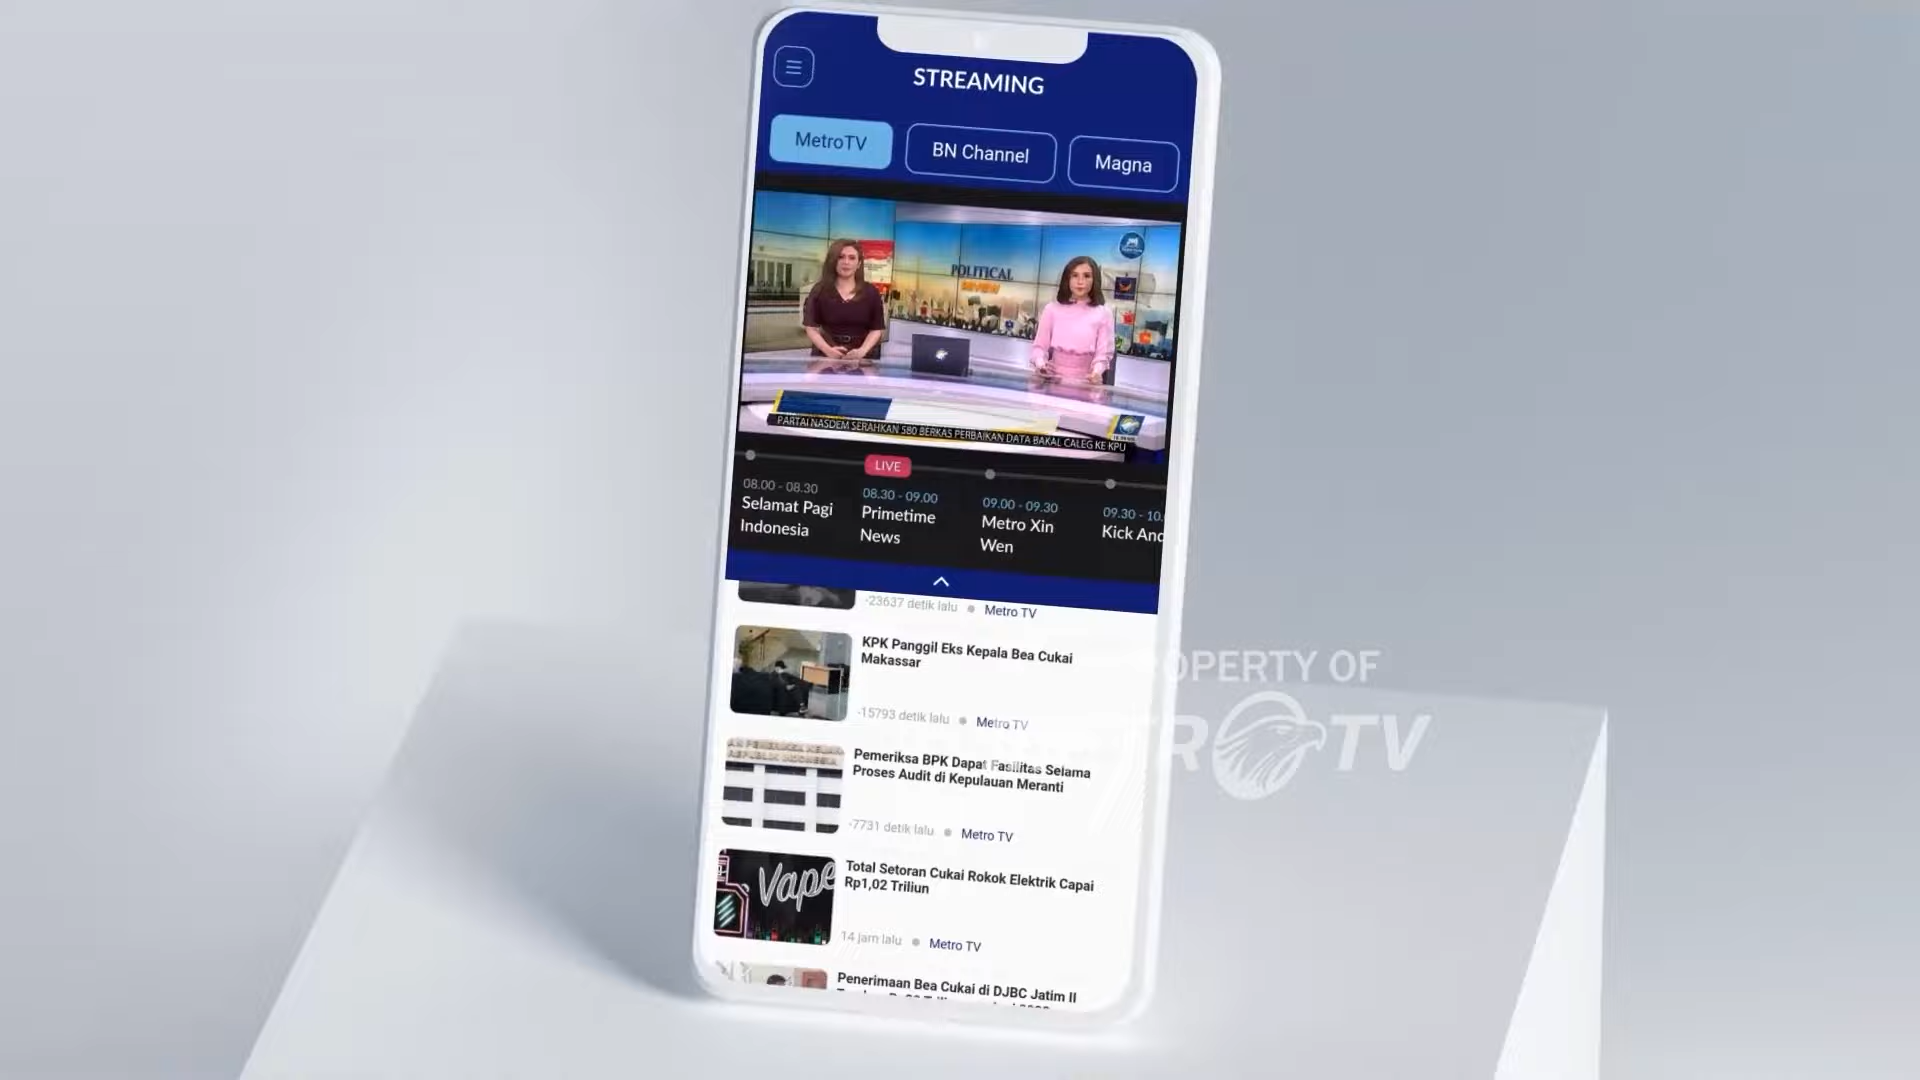 STREAMING
MetroTV
BN Channel
Magna
POLITICAL
REVIEW
PARTAI NASDEM SERAHKAN 580 BERKAS PERBAIKAN DATA BAKAL CALEG KE KPU
LIVE
08.00 - 08.30
Selamat Pagi
Indonesia
08.30 - 09.00
Primetime
News
09.00 - 09.30
Metro Xin
Wen
09.30 - 10.
Kick And
-23637 detik lalu
Metro TV
KPK Panggil Eks Kepala Bea Cukai
Makassar
-15793 detik lalu
Metro TV
Pemeriksa BPK Dapat Fasilitas Selama
Proses Audit di Kepulauan Meranti
-7731 detik lalu
Metro TV
Vape
Total Setoran Cukai Rokok Elektrik Capai
Rp1,02 Triliun
14 jam lalu
Metro TV
Penerimaan Bea Cukai di DJBC Jatim II
OPERTY OF
TV